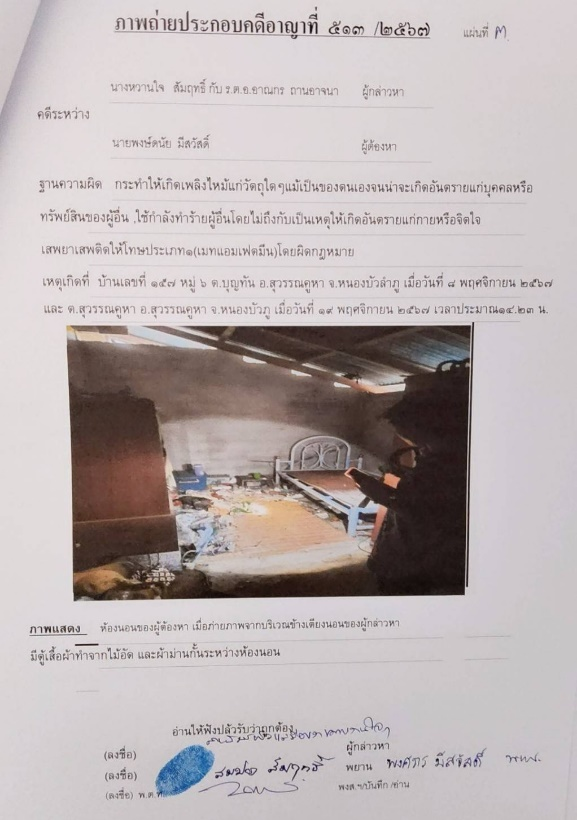 ภาพถ่ายประกอบคดีอาญาที่ ๕๑๓ /๒๕๖๗ แผ่นที่ ๓
นางหวานใจ สัมฤทธิ์ กับ ร.ต.อ.อาณกร ถานอาจนา ผู้กล่าวหา
คดีระหว่าง
นายพงษ์ดนัย มีสวัสดิ์ ผู้ต้องหา
ฐานความผิด กระทำให้เกิดเพลิงไหม้แก่วัตถุใดๆแม้เป็นของตนเองจนน่าจะเกิดอันตรายแก่บุคคลหรือ
ทรัพย์สินของผู้อื่น ,ใช้กำลังทำร้ายผู้อื่นโดยไม่ถึงกับเป็นเหตุให้เกิดอันตรายแก่กายหรือจิตใจ
เสพยาเสพติดให้โทษประเภท๑(เมทแอมเฟตมีน)โดยผิดกฎหมาย
เหตุเกิดที่ บ้านเลขที่ ๑๕๗ หมู่ ๖ ต.บุญทัน อ.สุวรรณคูหา จ.หนองบัวลำภู เมื่อวันที่ ๘ พฤศจิกายน ๒๕๖๗
และ ต.สุวรรณคูหา อ.สุวรรณคูหา จ.หนองบัวภู เมื่อวันที่ ๑๙ พฤศจิกายน ๒๕๖๗ เวลาประมาณ๑๔.๒๓ น.
ภาพแสดง ห้องนอนของผู้ต้องหา เมื่อถ่ายภาพจากบริเวณข้างเตียงนอนของผู้กล่าวหา
มีตู้เสื้อผ้าทำจากไม้อัด และผ้าม่านกั้นระหว่างห้องนอน
อ่านให้ฟังแล้วรับว่าถูกต้อง
(ลงชื่อ) ผู้กล่าวหา
(ลงชื่อ) สัมฤทธิ์ พยาน พงศกร มีสวัสดิ์
(ลงชื่อ) พ.ต.ท. พงส.ฯ/บันทึก /อ่าน